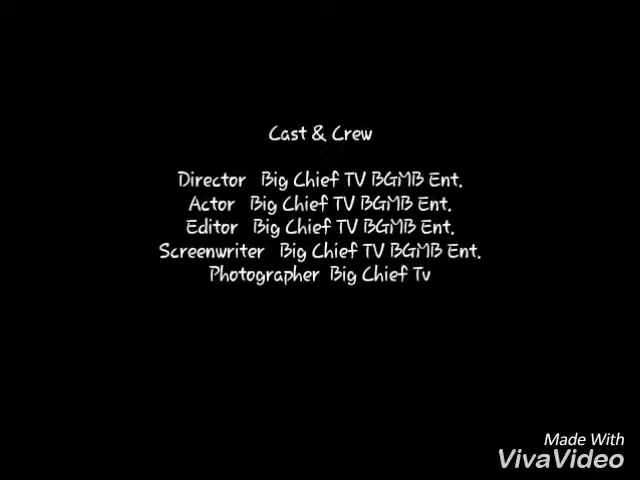 Cast & Crew
Director Big Chief TV BGMB Ent.
Actor Big Chief TV BGMB Ent.
Editor Big Chief TV BGMB Ent.
Screenwriter Big Chief TV BGMB Ent.
Photographer Big Chief Tv
Made With
VivaVideo